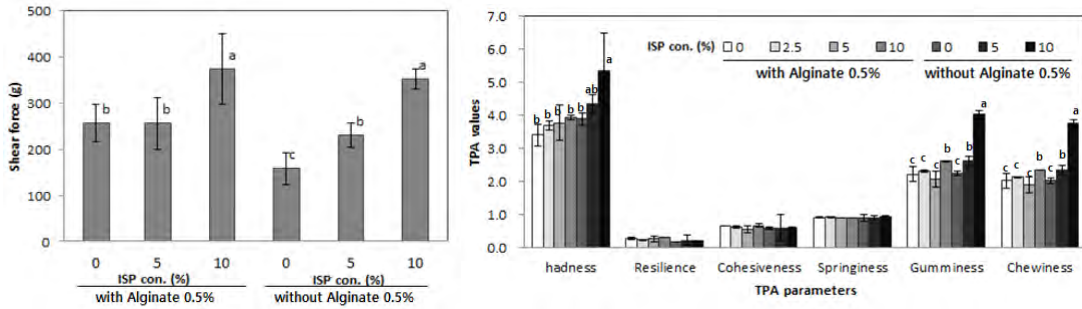 500
400
300
200
100
0
Shear force (g)
b
b
a
c
b
a
0 5 10 0 5 10
ISP con. (%) ISP con. (%)
with Alginate 0.5% without Alginate 0.5%
7.0
6.0
5.0
4.0
3.0
2.0
1.0
0.0
TPA values
ISP con. (%) 0 2.5 5 10 0 5 10
with Alginate 0.5% without Alginate 0.5%
b b b b b ab a
c c c b c b a
c c c b c b a
hadness Resilience Cohesiveness Springiness Gumminess Chewiness
TPA parameters